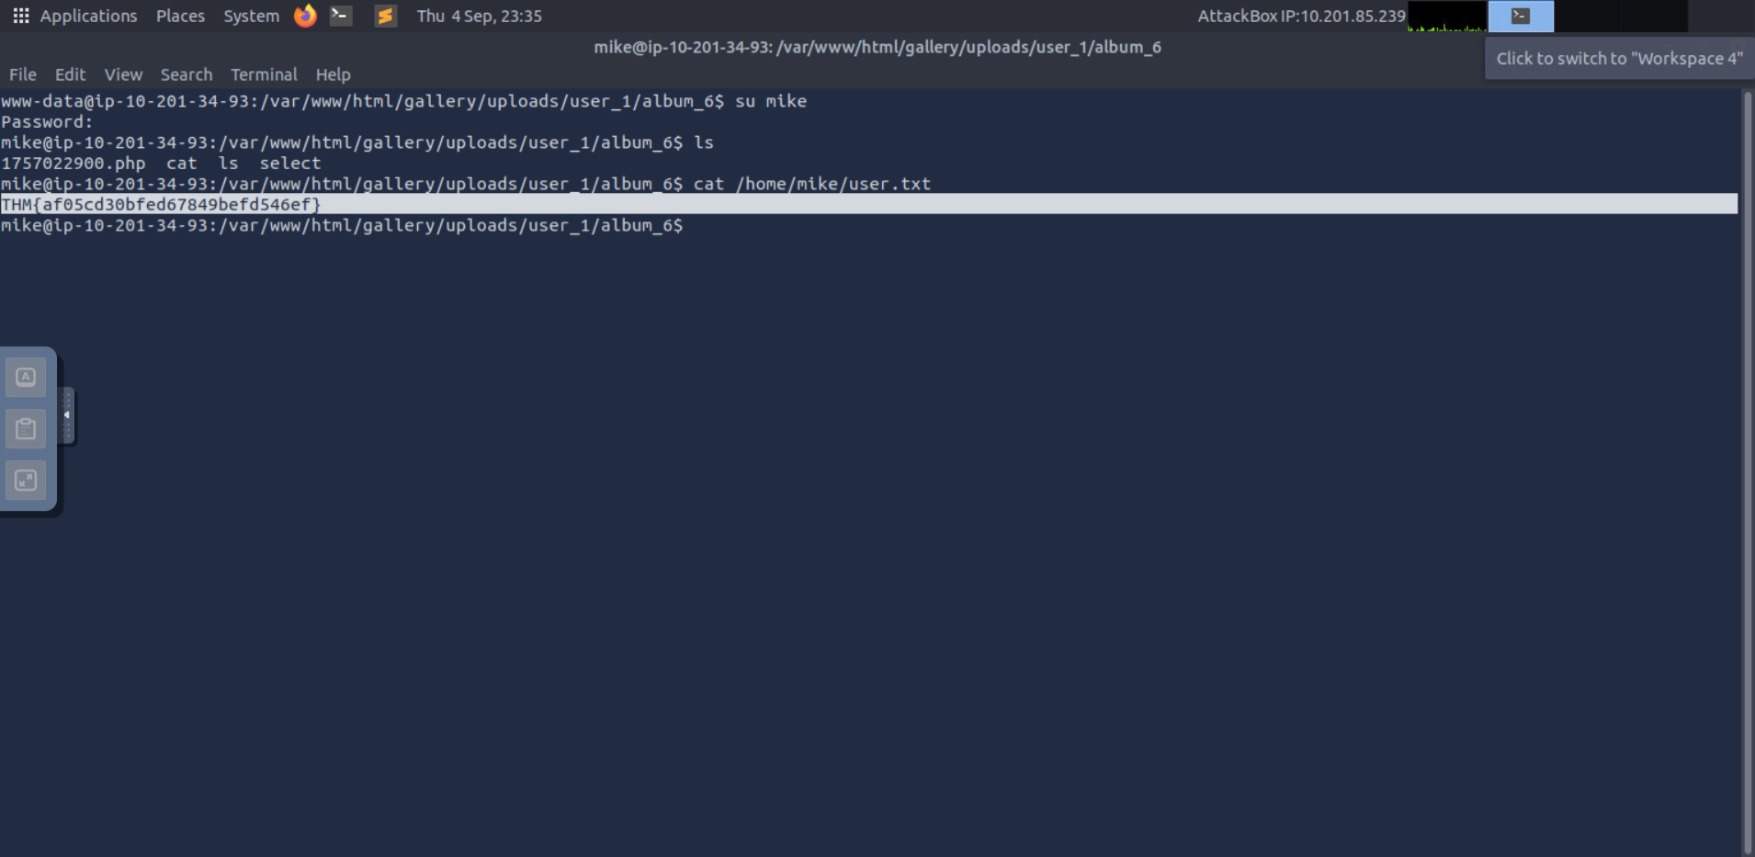 Applications Places System Thu 4 Sep, 23:35 AttackBox IP:10.201.85.239
mike@ip-10-201-34-93: /var/www/html/gallery/uploads/user_1/album_6
Click to switch to "Workspace 4"
File Edit View Search Terminal Help
www-data@ip-10-201-34-93:/var/www/html/gallery/uploads/user_1/album_6$ su mike
Password:
mike@ip-10-201-34-93:/var/www/html/gallery/uploads/user_1/album_6$ ls
1757022900.php  cat  ls  select
mike@ip-10-201-34-93:/var/www/html/gallery/uploads/user_1/album_6$ cat /home/mike/user.txt
THM{af05cd30bfed67849befd546ef}
mike@ip-10-201-34-93:/var/www/html/gallery/uploads/user_1/album_6$
A